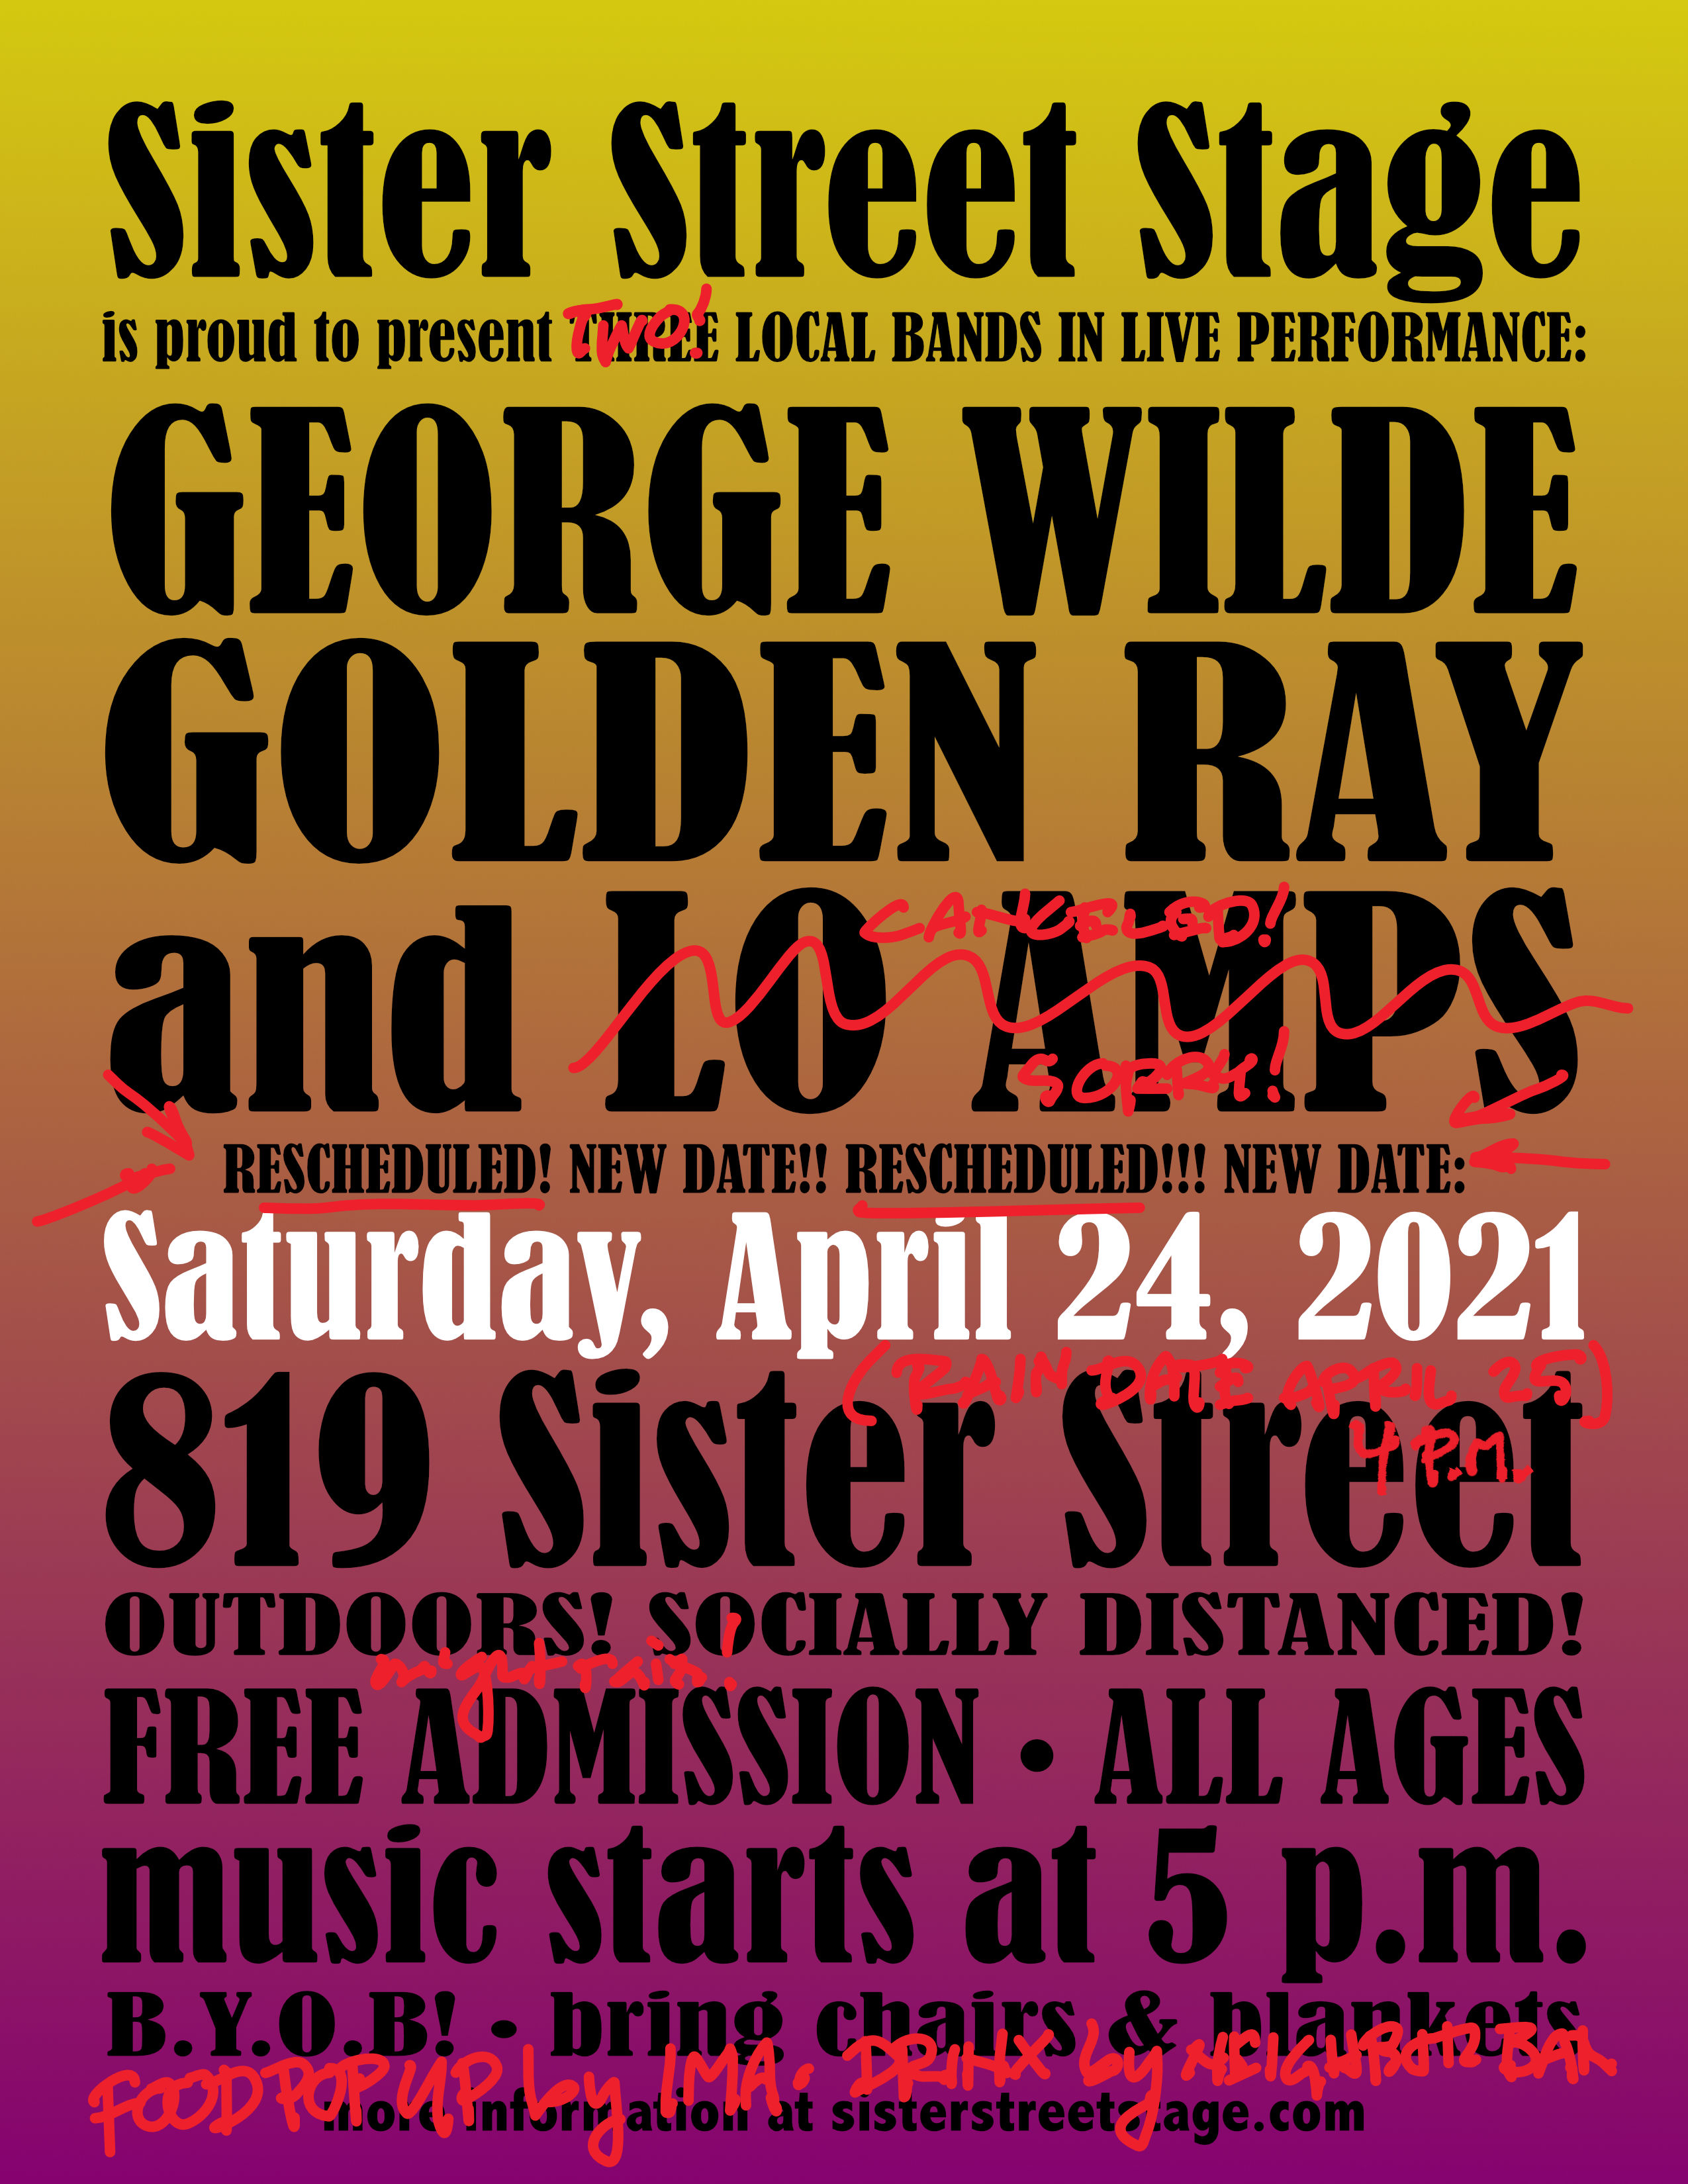 Sister Street Stage
TWO!
is proud to present THREE LOCAL BANDS IN LIVE PERFORMANCE:
GEORGE WILDE
GOLDEN RAY
CANCELED!
and LO AMPS
SORRY!
RESCHEDULED! NEW DATE!! RESCHEDULED!!! NEW DATE:
Saturday, April 24, 2021
(RAIN DATE APRIL 25)
4 P.M.
819 Sister Street
OUTDOORS! SOCIALLY DISTANCED!
might rain!
FREE ADMISSION • ALL AGES
music starts at 5 p.m.
B.Y.O.B! • bring chairs & blankets
FOOD POP UP by IMA. DRINX by NEIGHBORS BAR
more information at sisterstreetstage.com